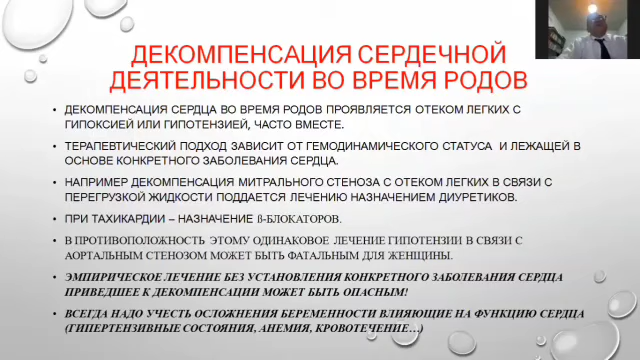 ДЕКОМПЕНСАЦИЯ СЕРДЕЧНОЙ
ДЕЯТЕЛЬНОСТИ ВО ВРЕМЯ РОДОВ
• ДЕКОМПЕНСАЦИЯ СЕРДЦА ВО ВРЕМЯ РОДОВ ПРОЯВЛЯЕТСЯ ОТЕКОМ ЛЕГКИХ С
ГИПОКСИЕЙ ИЛИ ГИПОТЕНЗИЕЙ, ЧАСТО ВМЕСТЕ.
• ТЕРАПЕВТИЧЕСКИЙ ПОДХОД ЗАВИСИТ ОТ ГЕМОДИНАМИЧЕСКОГО СТАТУСА И ЛЕЖАЩЕЙ В
ОСНОВЕ КОНКРЕТНОГО ЗАБОЛЕВАНИЯ СЕРДЦА.
• НАПРИМЕР ДЕКОМПЕНСАЦИЯ МИТРАЛЬНОГО СТЕНОЗА С ОТЕКОМ ЛЕГКИХ В СВЯЗИ С
ПЕРЕГРУЗКОЙ ЖИДКОСТИ ПОДДАЕТСЯ ЛЕЧЕНИЮ НАЗНАЧЕНИЕМ ДИУРЕТИКОВ.
• ПРИ ТАХИКАРДИИ – НАЗНАЧЕНИЕ ß-БЛОКАТОРОВ.
• В ПРОТИВОПОЛОЖНОСТЬ ЭТОМУ ОДИНАКОВОЕ ЛЕЧЕНИЕ ГИПОТЕНЗИИ В СВЯЗИ С
АОРТАЛЬНЫМ СТЕНОЗОМ МОЖЕТ БЫТЬ ФАТАЛЬНЫМ ДЛЯ ЖЕНЩИНЫ.
• ЭМПИРИЧЕСКОЕ ЛЕЧЕНИЕ БЕЗ УСТАНОВЛЕНИЯ КОНКРЕТНОГО ЗАБОЛЕВАНИЯ СЕРДЦА
ПРИВЕДШЕЕ К ДЕКОМПЕНСАЦИИ МОЖЕТ БЫТЬ ОПАСНЫМ!
• ВСЕГДА НАДО УЧЕСТЬ ОСЛОЖНЕНИЯ БЕРЕМЕННОСТИ ВЛИЯЮЩИЕ НА ФУНКЦИЮ СЕРДЦА
(ГИПЕРТЕНЗИВНЫЕ СОСТОЯНИЯ, АНЕМИЯ, КРОВОТЕЧЕНИЕ…)